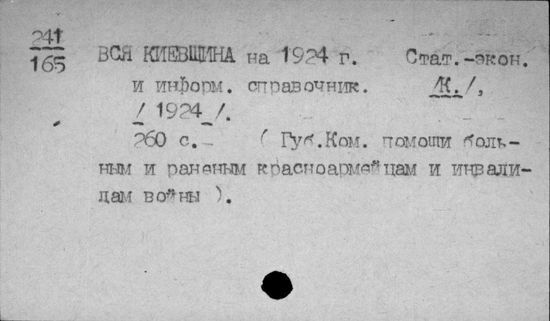 241
165
ВСЯ КИЕВЩИНА на 1924 г. Стат.-экон.
и информ. справочник. /К./,
/ 1924 /.
260 с.- ( Губ.Ком. помощи боль-
ным и раненым красноармейцам и инвали-
дам войны ).